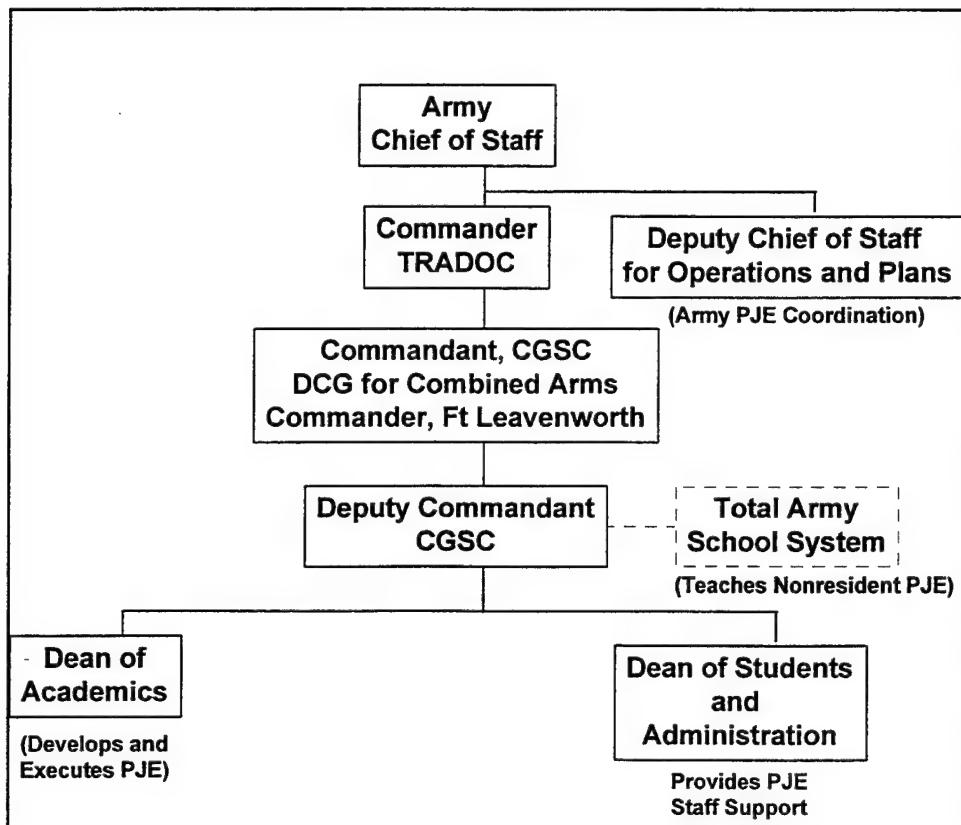 Army
Chief of Staff
Commander
TRADOC
Deputy Chief of Staff
for Operations and Plans
(Army PJE Coordination)
Commandant, CGSC
DCG for Combined Arms
Commander, Ft Leavenworth
Deputy Commandant
CGSC
Total Army
School System
(Teaches Nonresident PJE)
Dean of
Academics
(Develops and
Executes PJE)
Dean of Students
and
Administration
Provides PJE
Staff Support